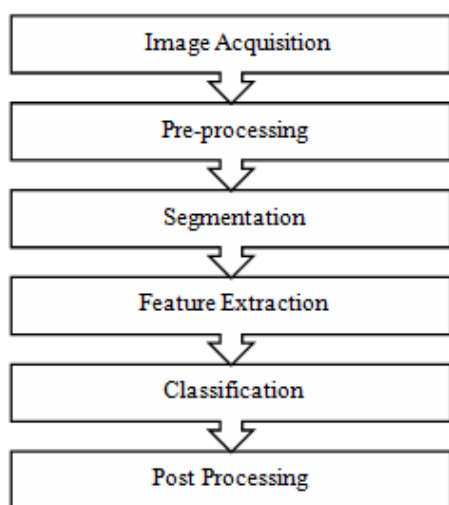 Image Acquisition
Pre-processing
Segmentation
Feature Extraction
Classification
Post Processing